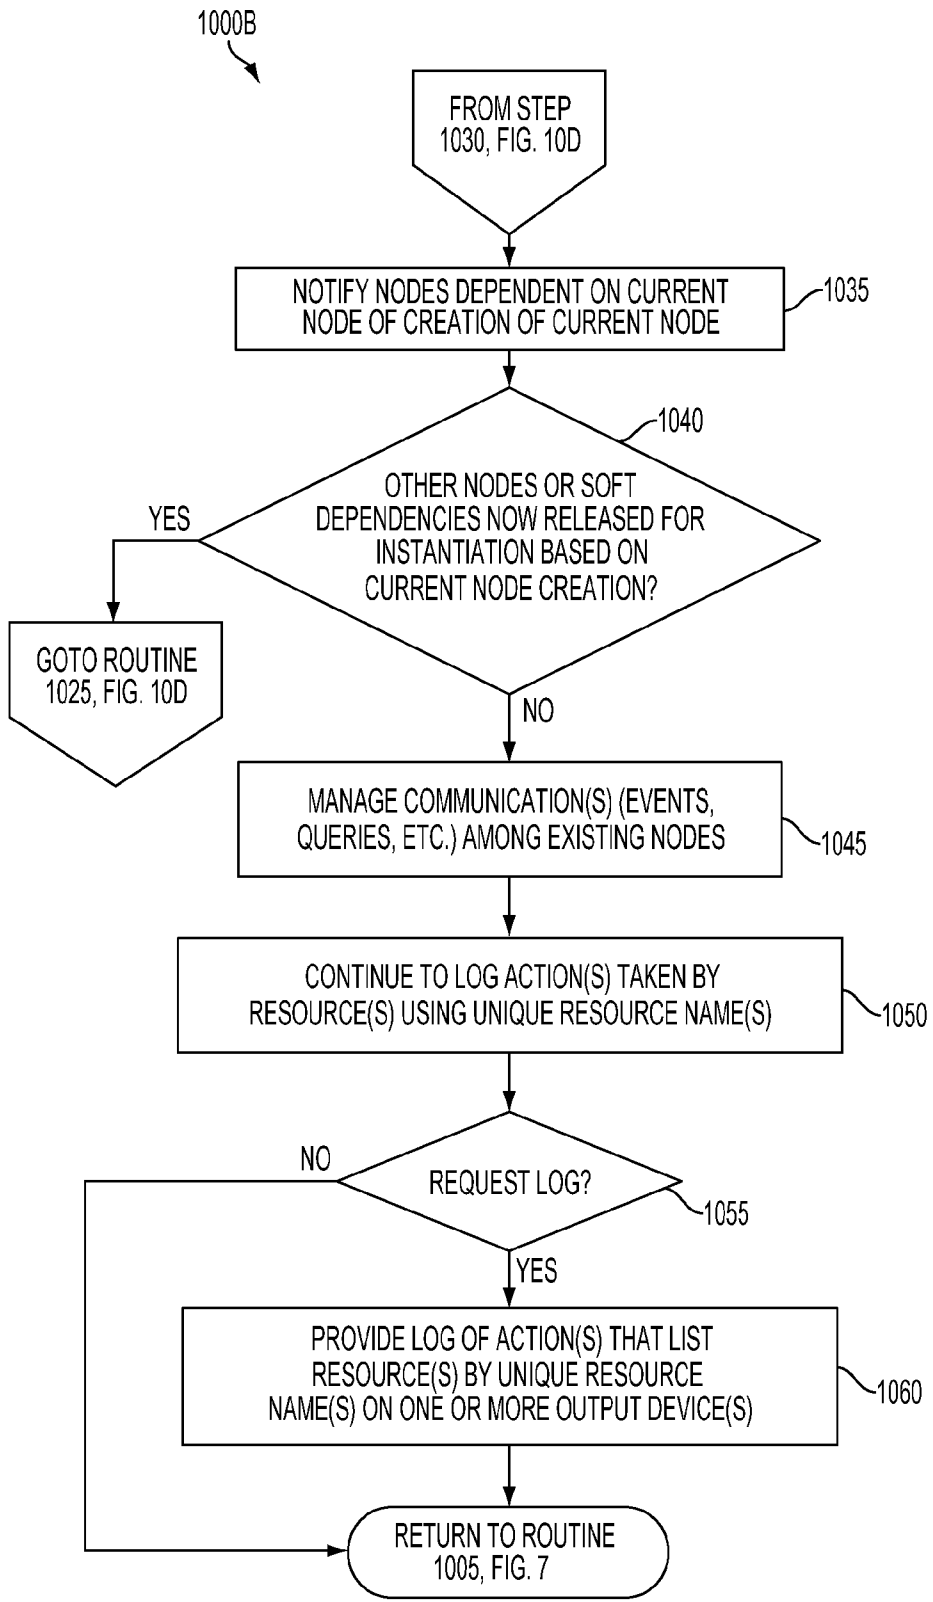 1000B
FROM STEP
1030, FIG. 10D
NOTIFY NODES DEPENDENT ON CURRENT
NODE OF CREATION OF CURRENT NODE
1035
1040
OTHER NODES OR SOFT
DEPENDENCIES NOW RELEASED FOR
INSTANTIATION BASED ON
CURRENT NODE CREATION?
YES
GOTO ROUTINE
1025, FIG. 10D
NO
MANAGE COMMUNICATION(S) (EVENTS,
QUERIES, ETC.) AMONG EXISTING NODES
1045
CONTINUE TO LOG ACTION(S) TAKEN BY
RESOURCE(S) USING UNIQUE RESOURCE NAME(S)
1050
NO
REQUEST LOG?
1055
YES
PROVIDE LOG OF ACTION(S) THAT LIST
RESOURCE(S) BY UNIQUE RESOURCE
NAME(S) ON ONE OR MORE OUTPUT DEVICE(S)
1060
RETURN TO ROUTINE
1005, FIG. 7